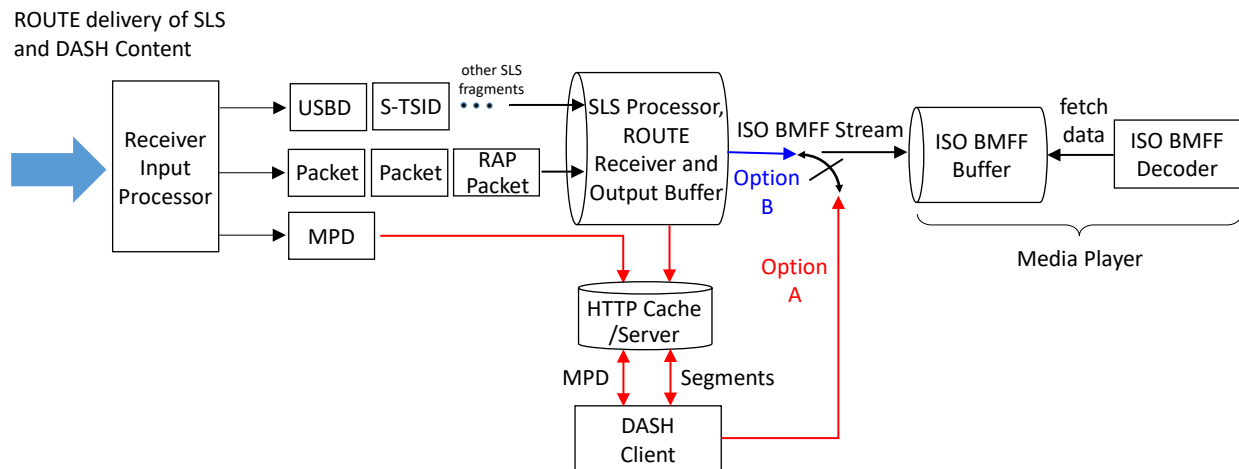 ROUTE delivery of SLS
and DASH Content
Receiver
Input
Processor
USBD
S-TSID
other SLS
fragments
Packet
Packet
RAP
Packet
MPD
SLS Processor,
ROUTE
Receiver and
Output Buffer
ISO BMFF Stream
Option
B
Option
A
ISO BMFF
Buffer
fetch
data
ISO BMFF
Decoder
Media Player
HTTP Cache
/Server
MPD
Segments
DASH
Client